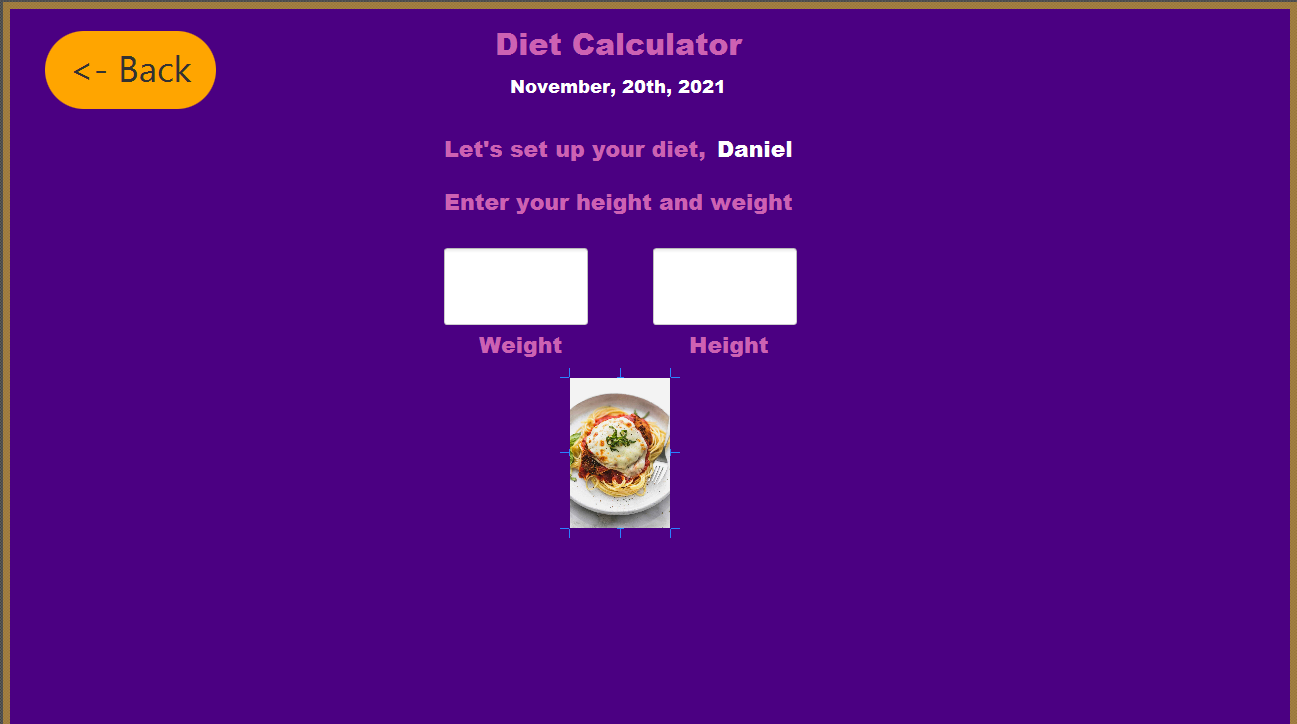 <- Back
Diet Calculator
November, 20th, 2021
Let's set up your diet, Daniel
Enter your height and weight
Weight Height